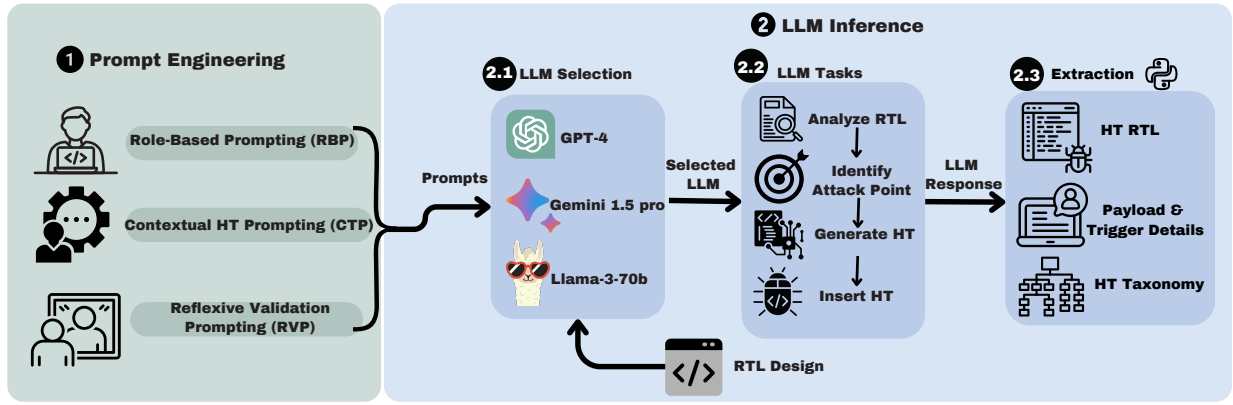 1 Prompt Engineering
Role-Based Prompting (RBP)
Contextual HT Prompting (CTP)
Reflexive Validation
Prompting (RVP)
Prompts
2 LLM Inference
2.1 LLM Selection
GPT-4
Gemini 1.5 pro
Llama-3-70b
</> RTL Design
Selected
LLM
2.2 LLM Tasks
Analyze RTL
Identify
Attack Point
Generate HT
Insert HT
LLM
Response
2.3 Extraction
HT RTL
Payload &
Trigger Details
HT Taxonomy